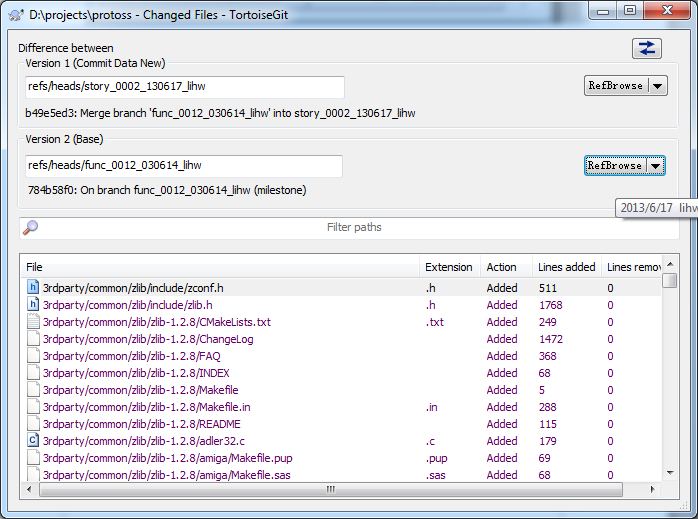 D:\projects\protoss - Changed Files - TortoiseGit
Difference between
Version 1 (Commit Data New)
refs/heads/story_0002_130617_lihw
RefBrowse
b49e5ed3: Merge branch 'func_0012_030614_lihw' into story_0002_130617_lihw
Version 2 (Base)
refs/heads/func_0012_030614_lihw
RefBrowse
784b58f0: On branch func_0012_030614_lihw (milestone)
2013/6/17 lihw
Filter paths
File Extension Action Lines added Lines remov
3rdparty/common/zlib/include/zconf.h .h Added 511 0
3rdparty/common/zlib/include/zlib.h .h Added 1768 0
3rdparty/common/zlib/zlib-1.2.8/CMakeLists.txt .txt Added 249 0
3rdparty/common/zlib/zlib-1.2.8/ChangeLog Added 1472 0
3rdparty/common/zlib/zlib-1.2.8/FAQ Added 368 0
3rdparty/common/zlib/zlib-1.2.8/INDEX Added 68 0
3rdparty/common/zlib/zlib-1.2.8/Makefile Added 5 0
3rdparty/common/zlib/zlib-1.2.8/Makefile.in .in Added 288 0
3rdparty/common/zlib/zlib-1.2.8/README Added 115 0
3rdparty/common/zlib/zlib-1.2.8/adler32.c .c Added 179 0
3rdparty/common/zlib/zlib-1.2.8/amiga/Makefile.pup .pup Added 69 0
3rdparty/common/zlib/zlib-1.2.8/amiga/Makefile.sas .sas Added 68 0